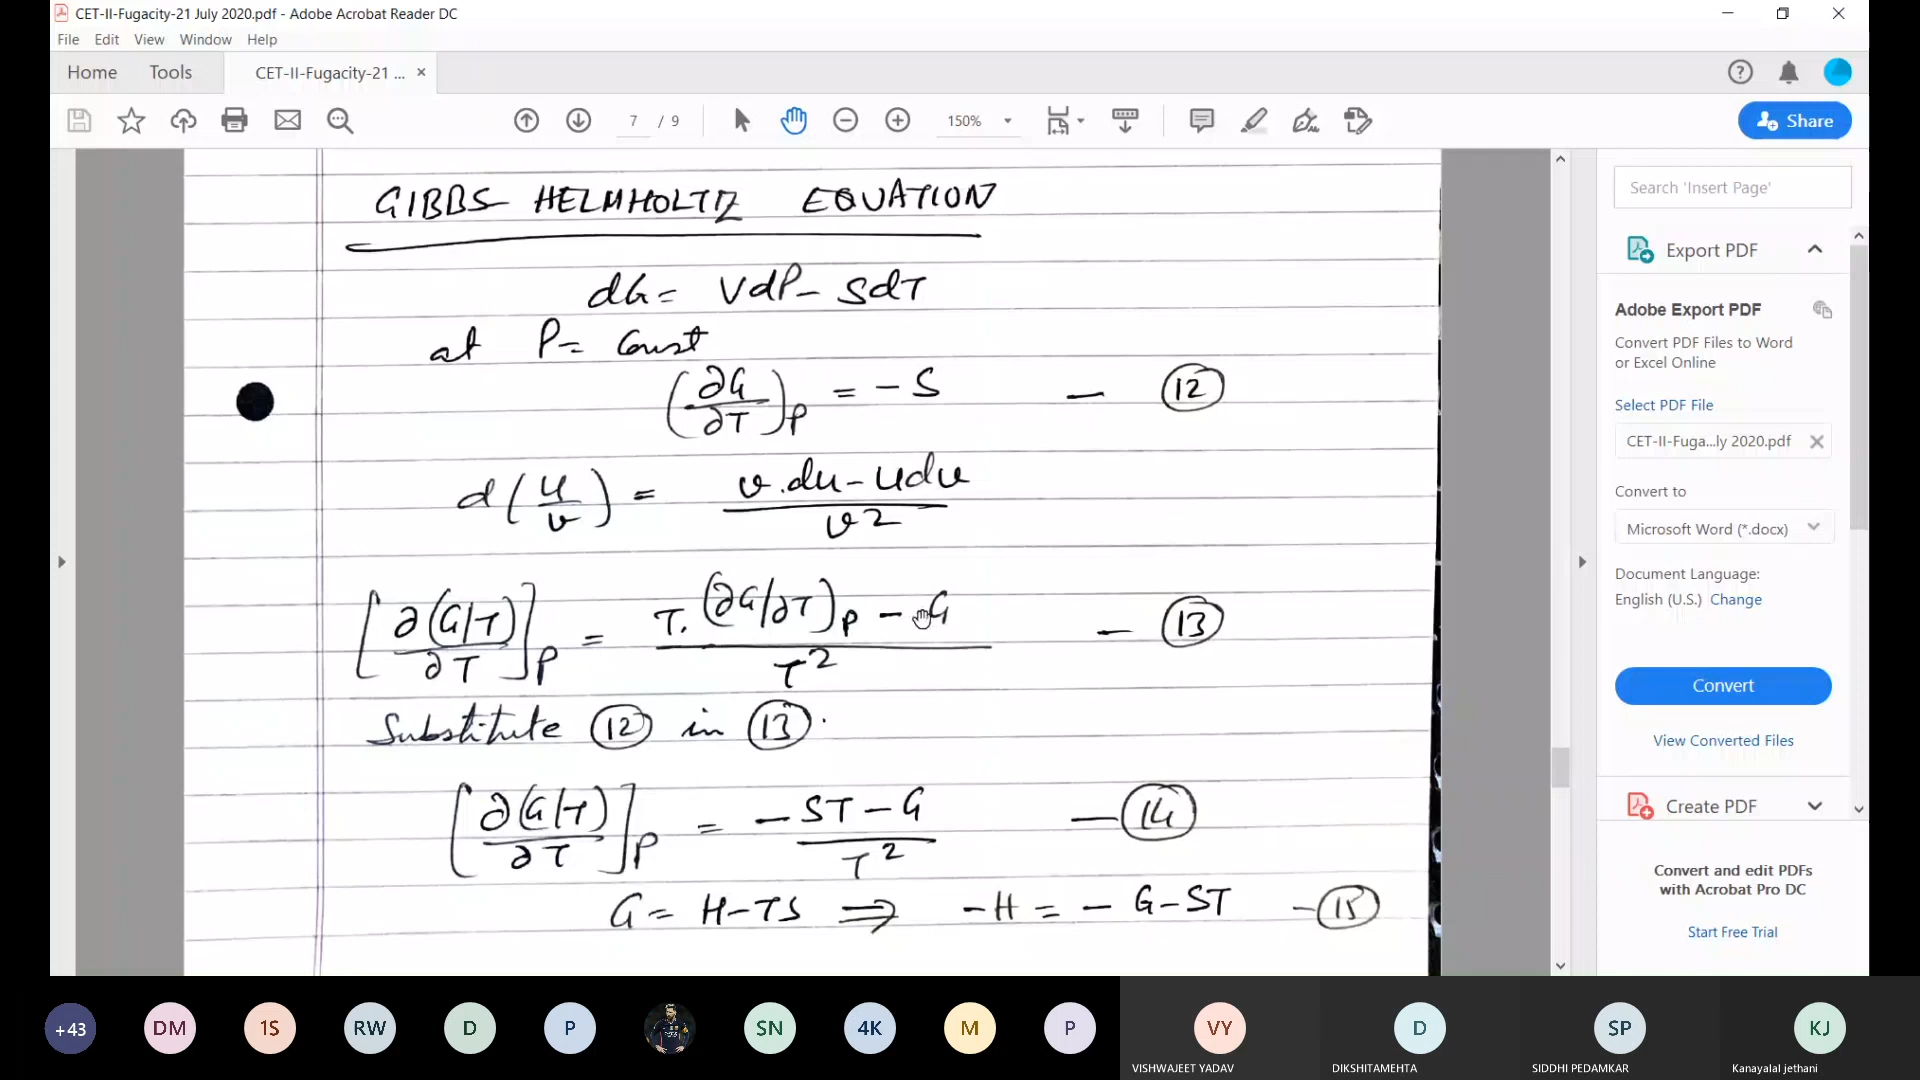 CET-II-Fugacity-21 July 2020.pdf - Adobe Acrobat Reader DC
File Edit View Window Help
Home Tools CET-II-Fugacity-21 ... ×
7 / 9 150% Share
GIBBS HELMHOLTZ EQUATION
dG = VdP - SdT
at P = Const
(∂G/∂T)P = - S — 12
d(u/v) = v.du - udv / v2
[∂(G/T)/∂T]P = T.(∂G/∂T)P - G / T2 — 13
Substitute 12 in 13.
[∂(G/T)/∂T]P = - ST - G / T2 — 14
G = H - TS ⇒ - H = - G - ST - 15
Search 'Insert Page'
Export PDF
Adobe Export PDF
Convert PDF Files to Word
or Excel Online
Select PDF File
CET-II-Fuga...ly 2020.pdf
Convert to
Microsoft Word (*.docx)
Document Language:
English (U.S.) Change
Convert
View Converted Files
Create PDF
Convert and edit PDFs
with Acrobat Pro DC
Start Free Trial
+43 DM 1S RW D P SN 4K M P VY D SP KJ
VISHWAJEET YADAV DIKSHITAMEHTA SIDDHI PEDAMKAR Kanayalal jethani